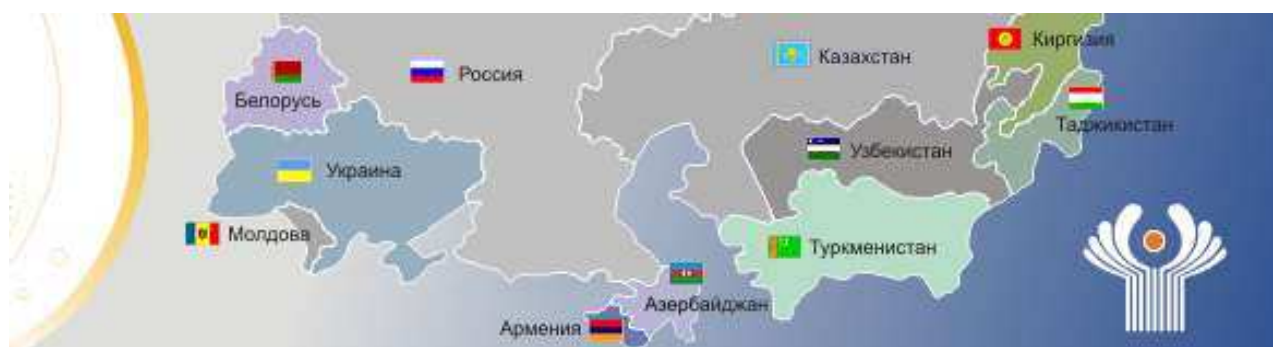 Киргизия
Казахстан
Россия
Белорусь
Таджикистан
Узбекистан
Украина
Молдова
Туркменистан
Азербайджан
Армения